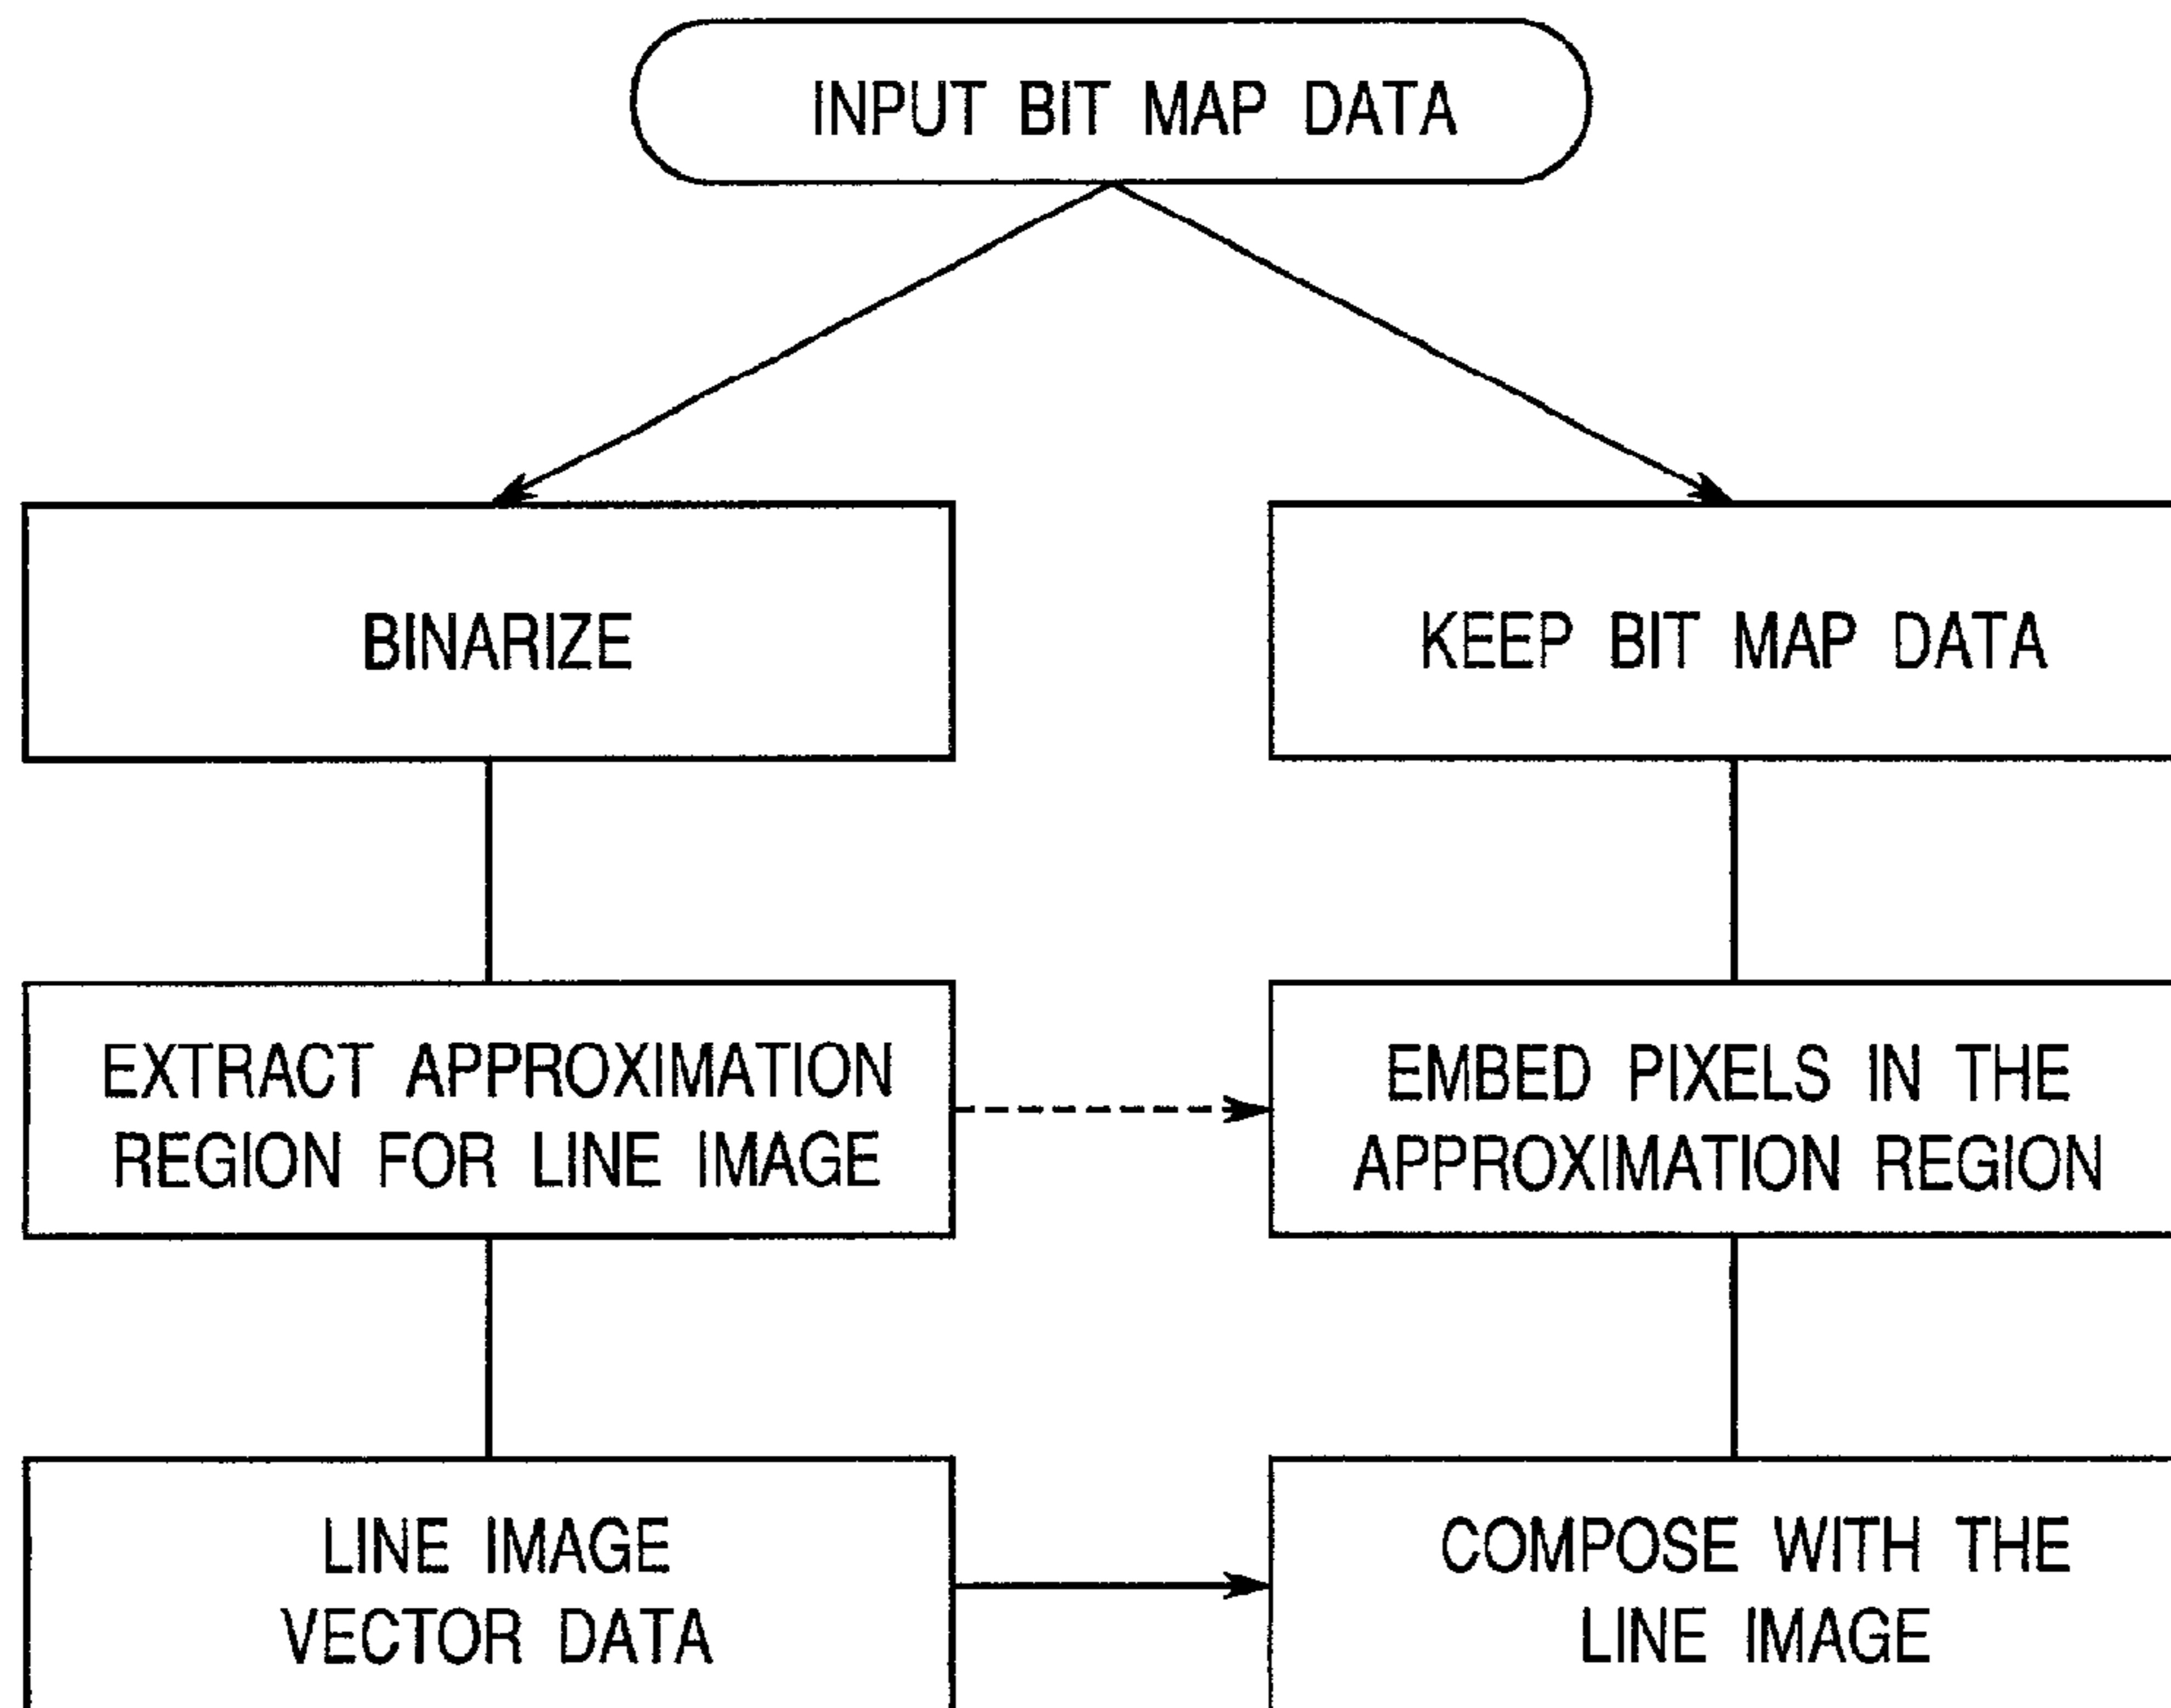 INPUT BIT MAP DATA
BINARIZE
KEEP BIT MAP DATA
EXTRACT APPROXIMATION
REGION FOR LINE IMAGE
EMBED PIXELS IN THE
APPROXIMATION REGION
LINE IMAGE
VECTOR DATA
COMPOSE WITH THE
LINE IMAGE